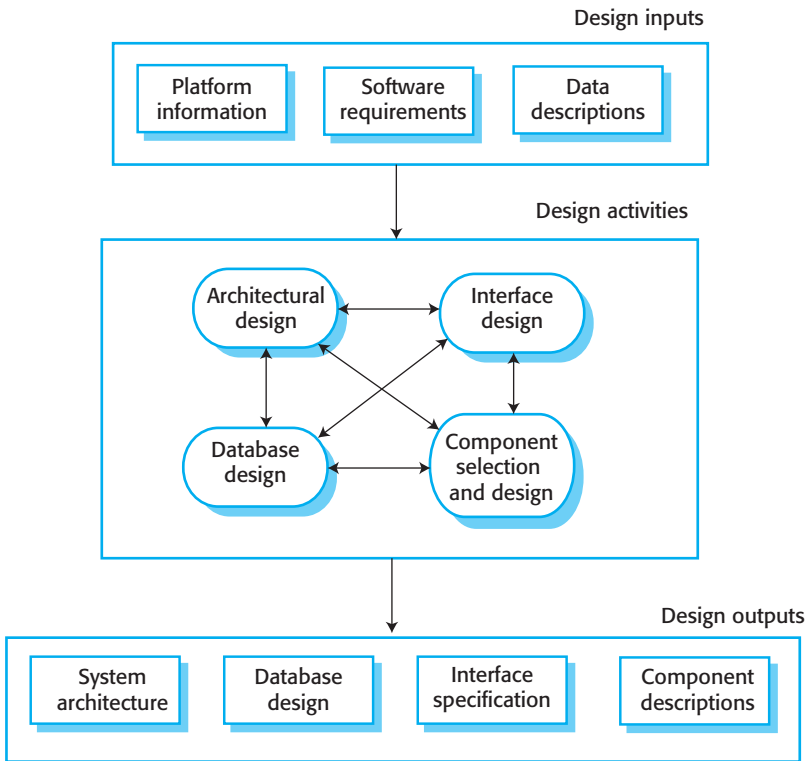 Design inputs
Platform
information
Software
requirements
Data
descriptions
Design activities
Architectural
design
Interface
design
Database
design
Component
selection
and design
Design outputs
System
architecture
Database
design
Interface
specification
Component
descriptions